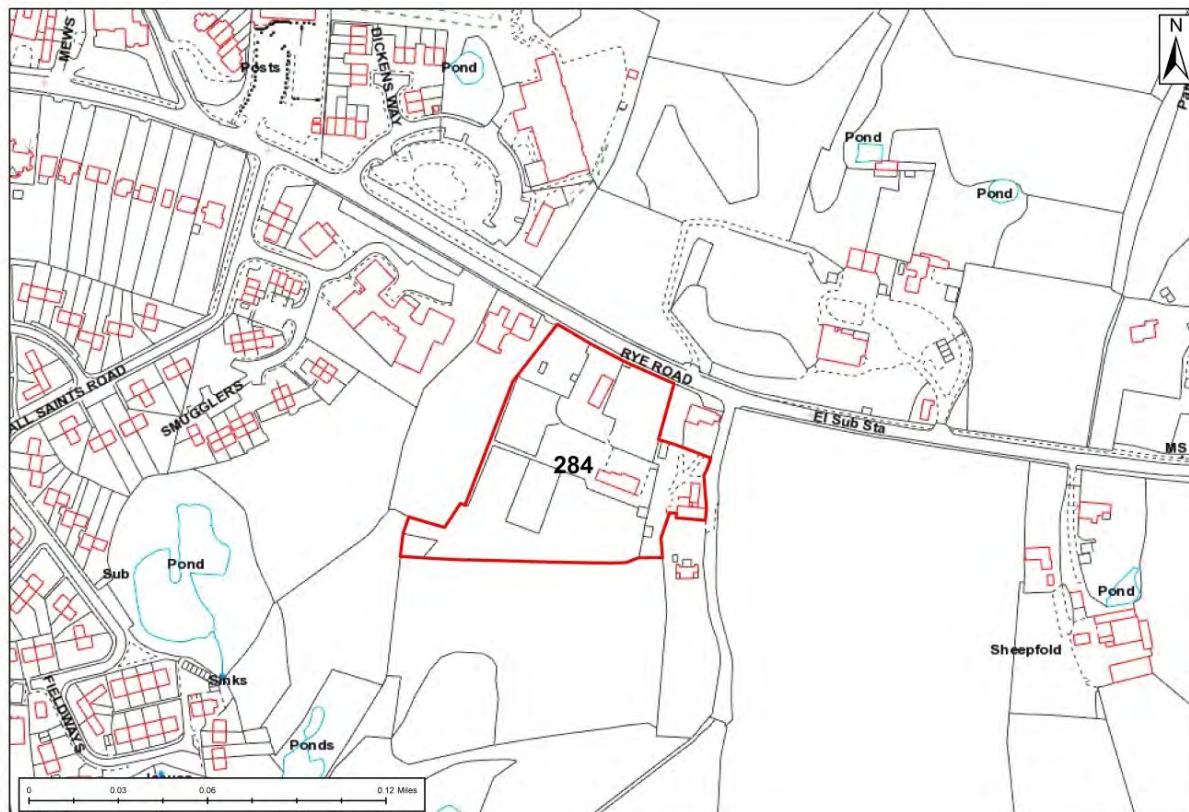 N
MEWS
Posts
DICKENS WAY
Pond
Pond
Pond
RYE ROAD
El Sub Sta
MS
ALL SAINTS ROAD
SMUGGLERS
284
Pond
Sub
Sinks
FIELDWAYS
Ponds
Pond
Sheepfold
0 0.03 0.06 0.12 Miles